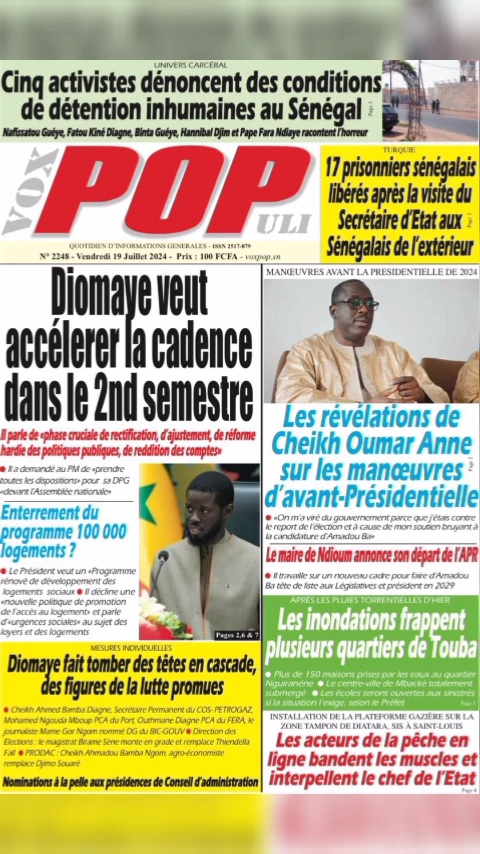 UNIVERS CARCÉRAL
Cinq activistes dénoncent des conditions
de détention inhumaines au Sénégal
Page 3
Nafissatou Guéye, Fatou Kiné Diagne, Binta Guéye, Hannibal Djim et Pape Fara Ndiaye racontent l'horreur
VOX
POP
ULI
QUOTIDIEN D'INFORMATIONS GENERALES - ISSN 2517-879
N° 2248 - Vendredi 19 Juillet 2024 - Prix : 100 FCFA - voxpop.sn
TURQUIE
17 prisonniers sénégalais
libérés après la visite du
Secrétaire d'Etat aux
Sénégalais de l'extérieur
Diomaye veut
accélerer la cadence
dans le 2nd semestre
Il parle de «phase cruciale de rectification, d'ajustement, de réforme
hardie des politiques publiques, de reddition des comptes»
● Il a demandé au PM de «prendre
toutes les dispositions» pour sa DPG
«devant l'Assemblée nationale»
Enterrement du
programme 100 000
logements ?
● Le Président veut un «Programme
rénové de développement des
logements sociaux ● Il décline une
«nouvelle politique de promotion
de l'accès au logement» et parle
d'«urgences sociales» au sujet des
loyers et des logements
Pages 2,6 & 7
MESURES INDIVIDUELLES
Diomaye fait tomber des têtes en cascade,
des figures de la lutte promues
● Cheikh Ahmed Bamba Diagne, Secrétaire Permanent du COS- PETROGAZ,
Mohamed Ngouda Mboup PCA du Port, Outhmane Diagne PCA du FERA, le
journaliste Mame Gor Ngom nommé DG du BIC-GOUV ● Direction des
Elections : le magistrat Birame Sène monte en grade et remplace Thiendella
Fall ● PRODAC : Cheikh Ahmadou Bamba Ngom, agro-économiste
remplace Djimo Souaré
Nominations à la pelle aux présidences de Conseil d'administration
MANŒUVRES AVANT LA PRESIDENTIELLE DE 2024
Les révélations de
Cheikh Oumar Anne
sur les manœuvres
d'avant-Présidentielle
● «On m'a viré du gouvernement parce que j'étais contre
le report de l'élection et à cause de mon soutien bruyant à
la candidature d'Amadou Ba»
Le maire de Ndioum annonce son départ de l'APR
● Il travaille sur un nouveau cadre pour faire d'Amadou
Ba tête de liste aux Législatives et président en 2029
APRÈS LES PLUIES TORRENTIELLES D'HIER
Les inondations frappent
plusieurs quartiers de Touba
● Plus de 150 maisons prises par les eaux au quartier
Nguiranène ● Le centre-ville de Mbacké totalement
submergé ● Les écoles seront ouvertes aux sinistrés
si la situation l'exige, selon le Préfet
INSTALLATION DE LA PLATEFORME GAZIÈRE SUR LA
ZONE TAMPON DE DIATARA, SIS À SAINT-LOUIS
Les acteurs de la pêche en
ligne bandent les muscles et
interpellent le chef de l'Etat
Page 4